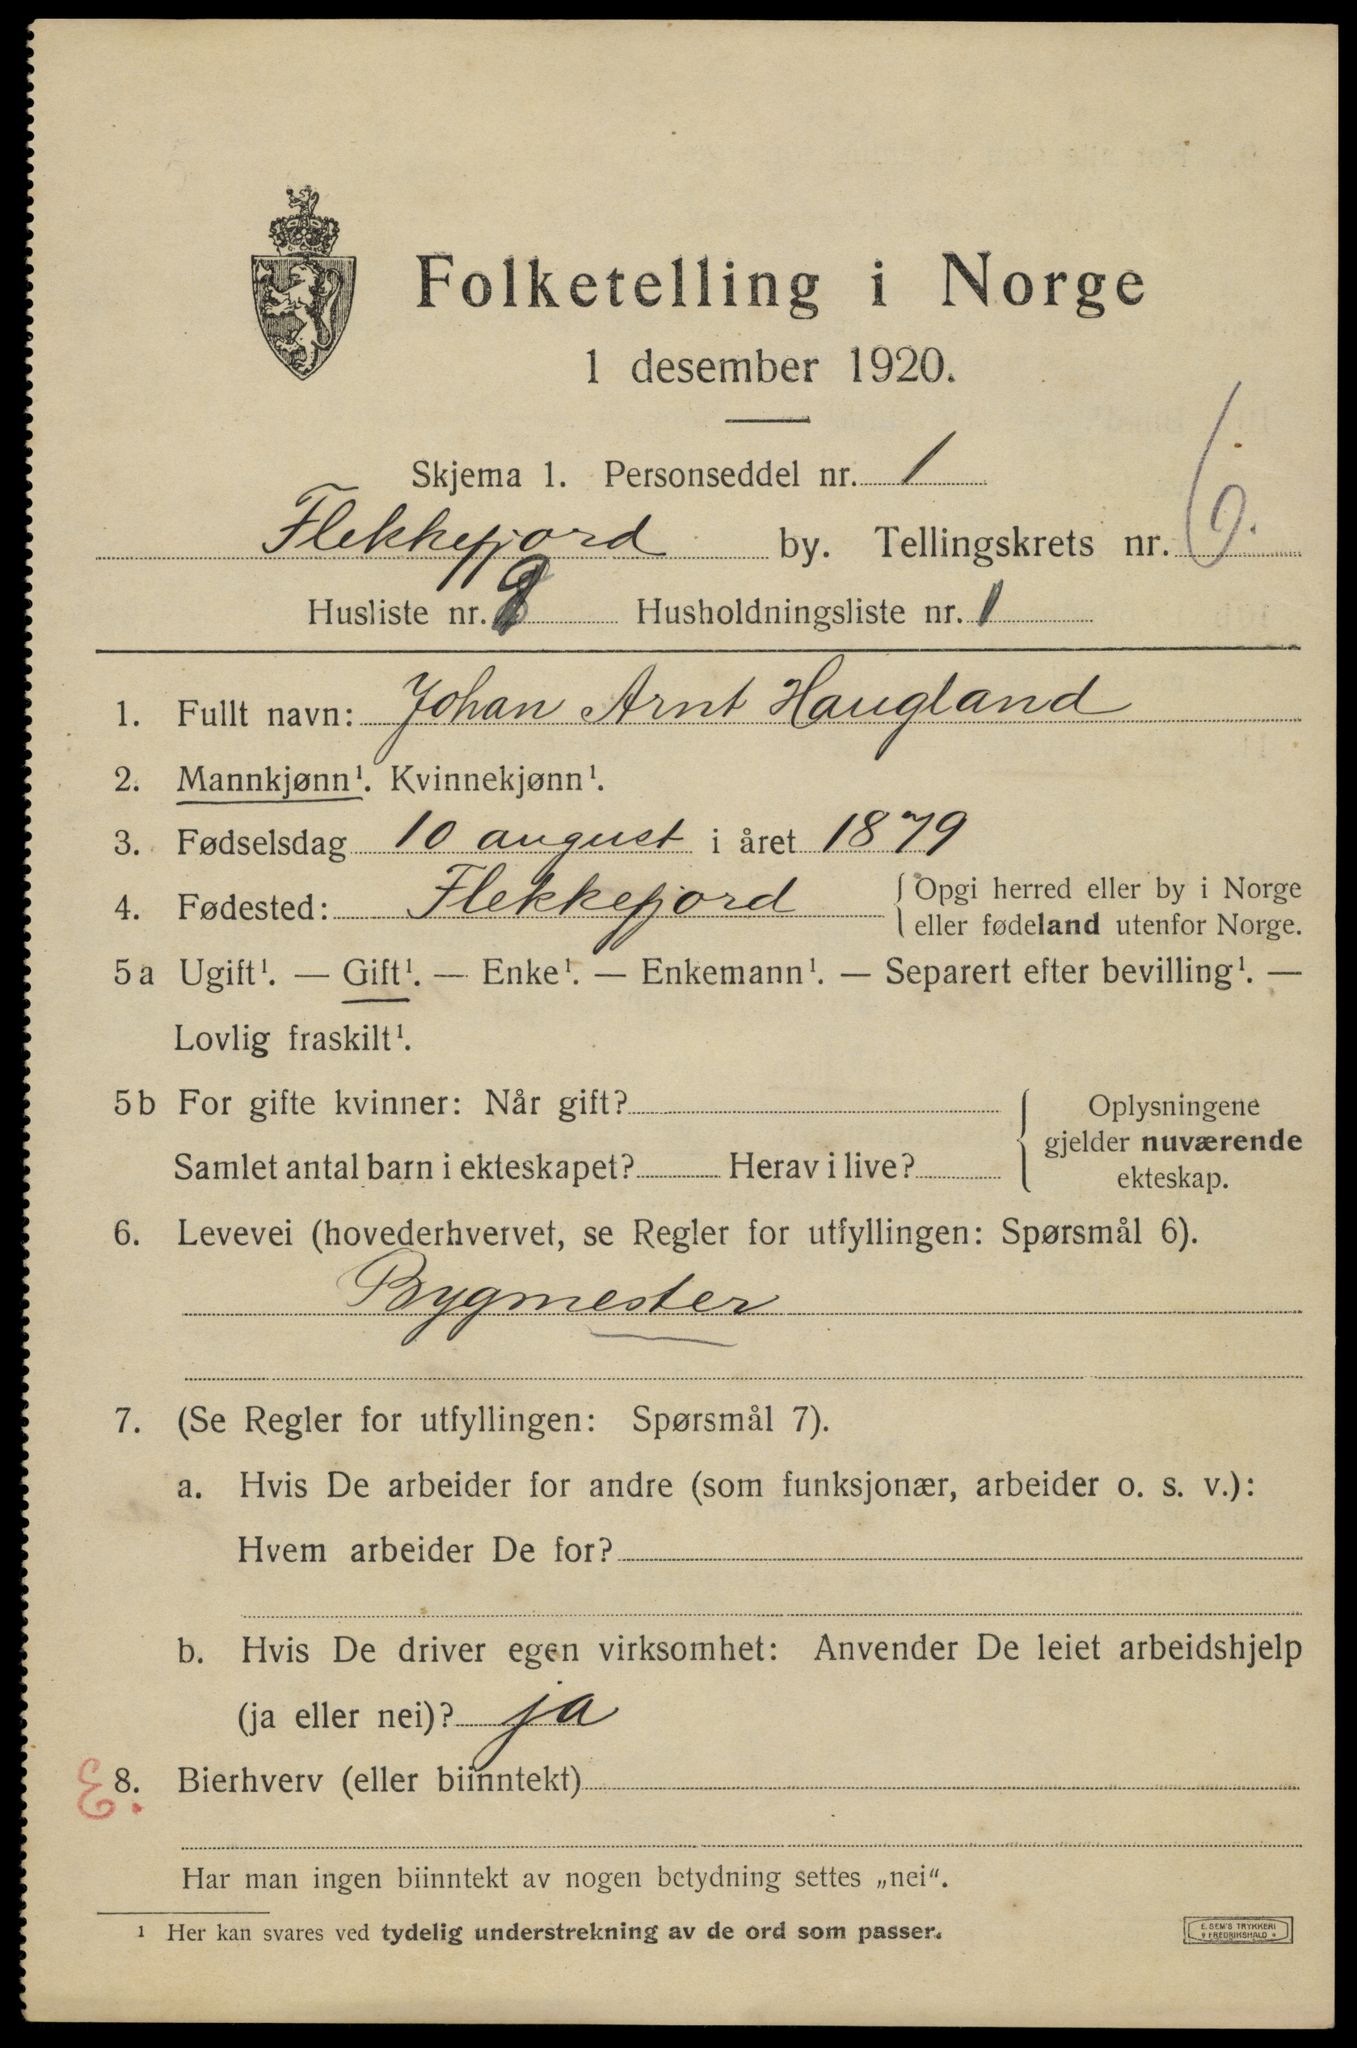 Folketelling i Norge
1 desember 1920.
Skjema 1. Personseddel nr. 1
Flekkefjord by. Tellingskrets nr. 6.
Husliste nr. Husholdningsliste nr. 1
1. Fullt navn: Johan Arnt Haugland
2. Mannkjønn¹. Kvinnekjønn¹.
3. Fødselsdag 10 august i året 1879
4. Fødested: Flekkefjord { Opgi herred eller by i Norge
eller fødeland utenfor Norge.
5a Ugift¹. — Gift¹. — Enke¹. — Enkemann¹. — Separert efter bevilling¹. —
Lovlig fraskilt¹.
5b For gifte kvinner: Når gift?
Samlet antal barn i ekteskapet? Herav i live?
Oplysningene
gjelder nuværende
ekteskap.
6. Levevei (hovederhvervet, se Regler for utfyllingen: Spørsmål 6).
Bygmester
7. (Se Regler for utfyllingen: Spørsmål 7).
a. Hvis De arbeider for andre (som funksjonær, arbeider o. s. v.):
Hvem arbeider De for?
b. Hvis De driver egen virksomhet: Anvender De leiet arbeidshjelp
(ja eller nei)? ja
E. 8. Bierhverv (eller biinntekt)
Har man ingen biinntekt av nogen betydning settes „nei“.
¹ Her kan svares ved tydelig understrekning av de ord som passer.
E. SEM'S TRYKKERI
FREDRIKSHALD